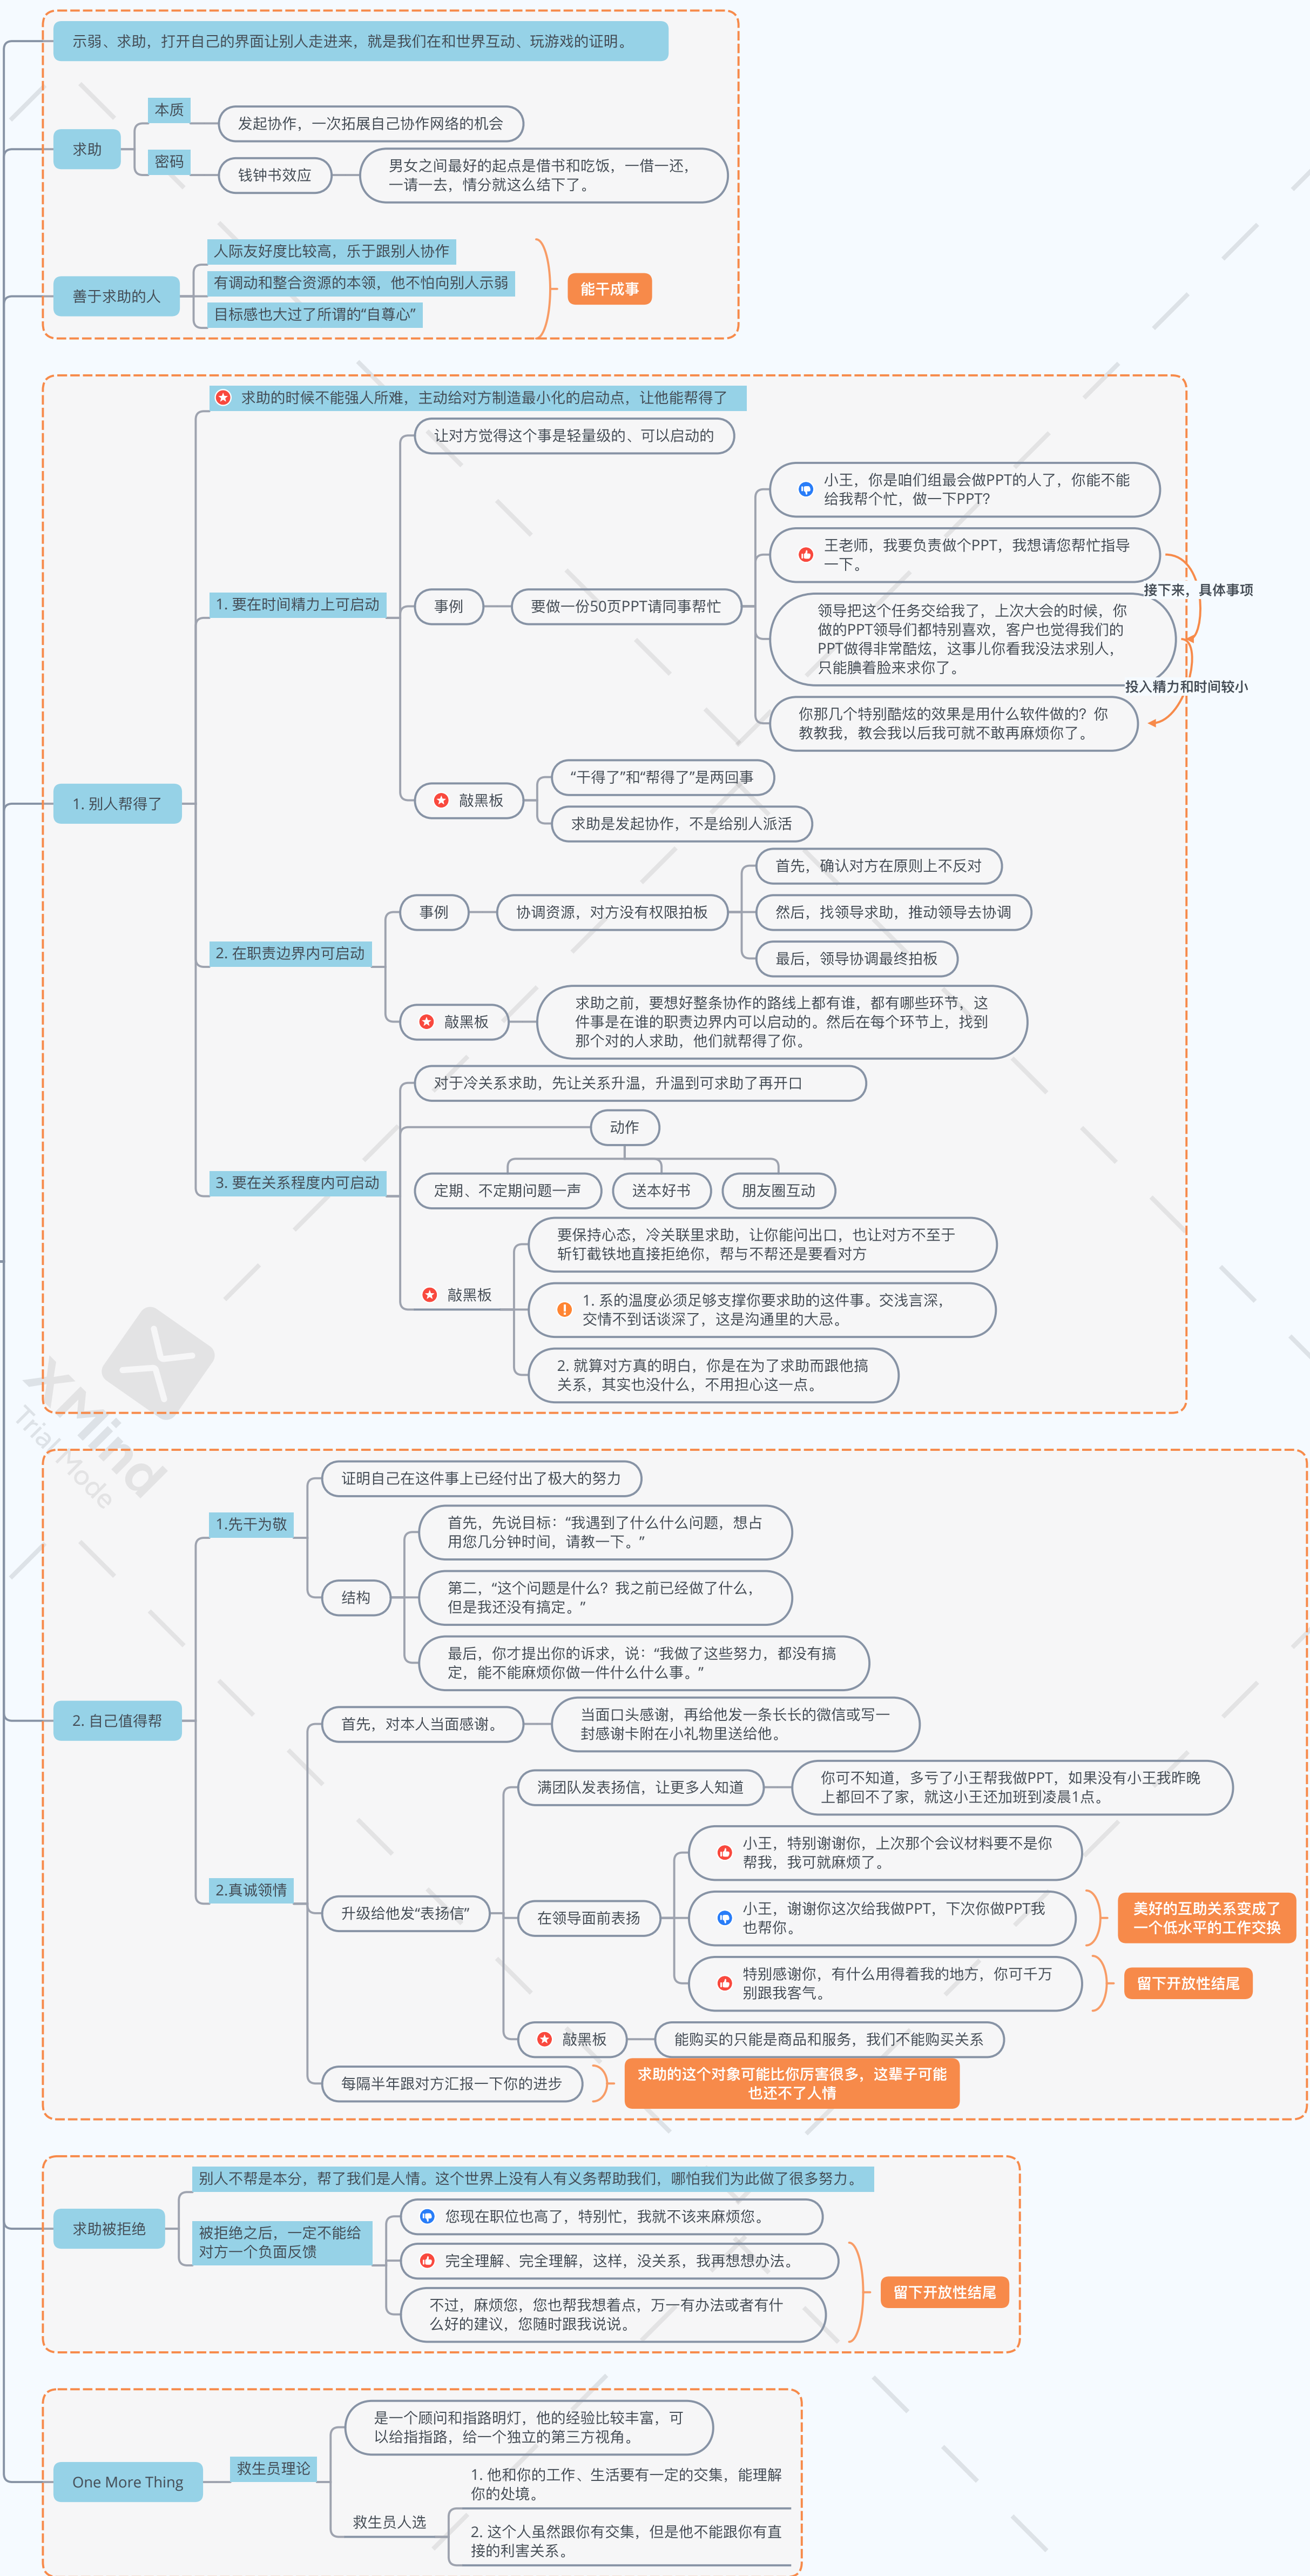 示弱、求助，打开自己的界面让别人走进来，就是我们在和世界互动、玩游戏的证明。
求助
本质
发起协作，一次拓展自己协作网络的机会
密码
钱钟书效应
男女之间最好的起点是借书和吃饭，一借一还，
一请一去，情分就这么结下了。
善于求助的人
人际友好度比较高，乐于跟别人协作
有调动和整合资源的本领，他不怕向别人示弱
目标感也大过了所谓的“自尊心”
能干成事
1. 别人帮得了
求助的时候不能强人所难，主动给对方制造最小化的启动点，让他能帮得了
1. 要在时间精力上可启动
让对方觉得这个事是轻量级的、可以启动的
事例
要做一份50页PPT请同事帮忙
小王，你是咱们组最会做PPT的人了，你能不能
给我帮个忙，做一下PPT？
王老师，我要负责做个PPT，我想请您帮忙指导
一下。
接下来，具体事项
领导把这个任务交给我了，上次大会的时候，你
做的PPT领导们都特别喜欢，客户也觉得我们的
PPT做得非常酷炫，这事儿你看我没法求别人，
只能腆着脸来求你了。
投入精力和时间较小
你那几个特别酷炫的效果是用什么软件做的？你
教教我，教会我以后我可就不敢再麻烦你了。
敲黑板
“干得了”和“帮得了”是两回事
求助是发起协作，不是给别人派活
2. 在职责边界内可启动
事例
协调资源，对方没有权限拍板
首先，确认对方在原则上不反对
然后，找领导求助，推动领导去协调
最后，领导协调最终拍板
敲黑板
求助之前，要想好整条协作的路线上都有谁，都有哪些环节，这
件事是在谁的职责边界内可以启动的。然后在每个环节上，找到
那个对的人求助，他们就帮得了你。
3. 要在关系程度内可启动
对于冷关系求助，先让关系升温，升温到可求助了再开口
动作
定期、不定期问题一声
送本好书
朋友圈互动
敲黑板
要保持心态，冷关联里求助，让你能问出口，也让对方不至于
斩钉截铁地直接拒绝你，帮与不帮还是要看对方
1. 系的温度必须足够支撑你要求助的这件事。交浅言深，
交情不到话谈深了，这是沟通里的大忌。
2. 就算对方真的明白，你是在为了求助而跟他搞
关系，其实也没什么，不用担心这一点。
2. 自己值得帮
1.先干为敬
证明自己在这件事上已经付出了极大的努力
结构
首先，先说目标：“我遇到了什么什么问题，想占
用您几分钟时间，请教一下。”
第二，“这个问题是什么？我之前已经做了什么，
但是我还没有搞定。”
最后，你才提出你的诉求，说：“我做了这些努力，都没有搞
定，能不能麻烦你做一件什么什么事。”
2.真诚领情
首先，对本人当面感谢。
当面口头感谢，再给他发一条长长的微信或写一
封感谢卡附在小礼物里送给他。
升级给他发“表扬信”
满团队发表扬信，让更多人知道
你可不知道，多亏了小王帮我做PPT，如果没有小王我昨晚
上都回不了家，就这小王还加班到凌晨1点。
在领导面前表扬
小王，特别谢谢你，上次那个会议材料要不是你
帮我，我可就麻烦了。
小王，谢谢你这次给我做PPT，下次你做PPT我
也帮你。
美好的互助关系变成了
一个低水平的工作交换
特别感谢你，有什么用得着我的地方，你可千万
别跟我客气。
留下开放性结尾
敲黑板
能购买的只能是商品和服务，我们不能购买关系
每隔半年跟对方汇报一下你的进步
求助的这个对象可能比你厉害很多，这辈子可能
也还不了人情
求助被拒绝
别人不帮是本分，帮了我们是人情。这个世界上没有人有义务帮助我们，哪怕我们为此做了很多努力。
被拒绝之后，一定不能给
对方一个负面反馈
您现在职位也高了，特别忙，我就不该来麻烦您。
完全理解、完全理解，这样，没关系，我再想想办法。
不过，麻烦您，您也帮我想着点，万一有办法或者有什
么好的建议，您随时跟我说说。
留下开放性结尾
One More Thing
救生员理论
是一个顾问和指路明灯，他的经验比较丰富，可
以给指指路，给一个独立的第三方视角。
救生员人选
1. 他和你的工作、生活要有一定的交集，能理解
你的处境。
2. 这个人虽然跟你有交集，但是他不能跟你有直
接的利害关系。
XMind
Trial Mode